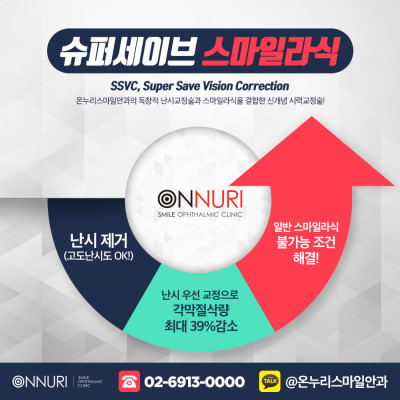 슈퍼세이브 스마일라식
SSVC, Super Save Vision Correction
온누리스마일안과의 독창적 난시교정술과 스마일라식을 결합한 신개념 시력교정술!
ONNURI
SMILE OPHTHALMIC CLINIC
난시 제거
(고도난시도 OK!)
난시 우선 교정으로
각막절삭량
최대 39%감소
일반 스마일라식
불가능 조건
해결!
ONNURI
SMILE
OPHTHALMIC
CLINIC
02-6913-0000
TALK
@온누리스마일안과